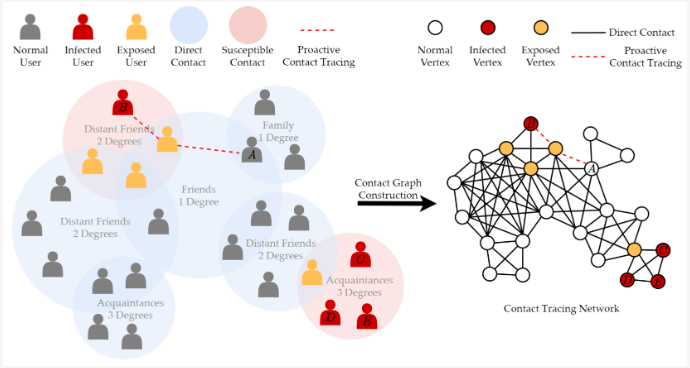 Normal
User
Infected
User
Exposed
User
Direct
Contact
Susceptible
Contact
Proactive
Contact Tracing
Normal
Vertex
Infected
Vertex
Exposed
Vertex
Direct Contact
Proactive
Contact Tracing
B
Distant Friends
2 Degrees
Family
1 Degree
A
Friends
1 Degree
Distant Friends
2 Degrees
Distant Friends
2 Degrees
C
Acquaintances
3 Degrees
D
E
Acquaintances
3 Degrees
Contact Graph
Construction
B
A
C
D
E
Contact Tracing Network